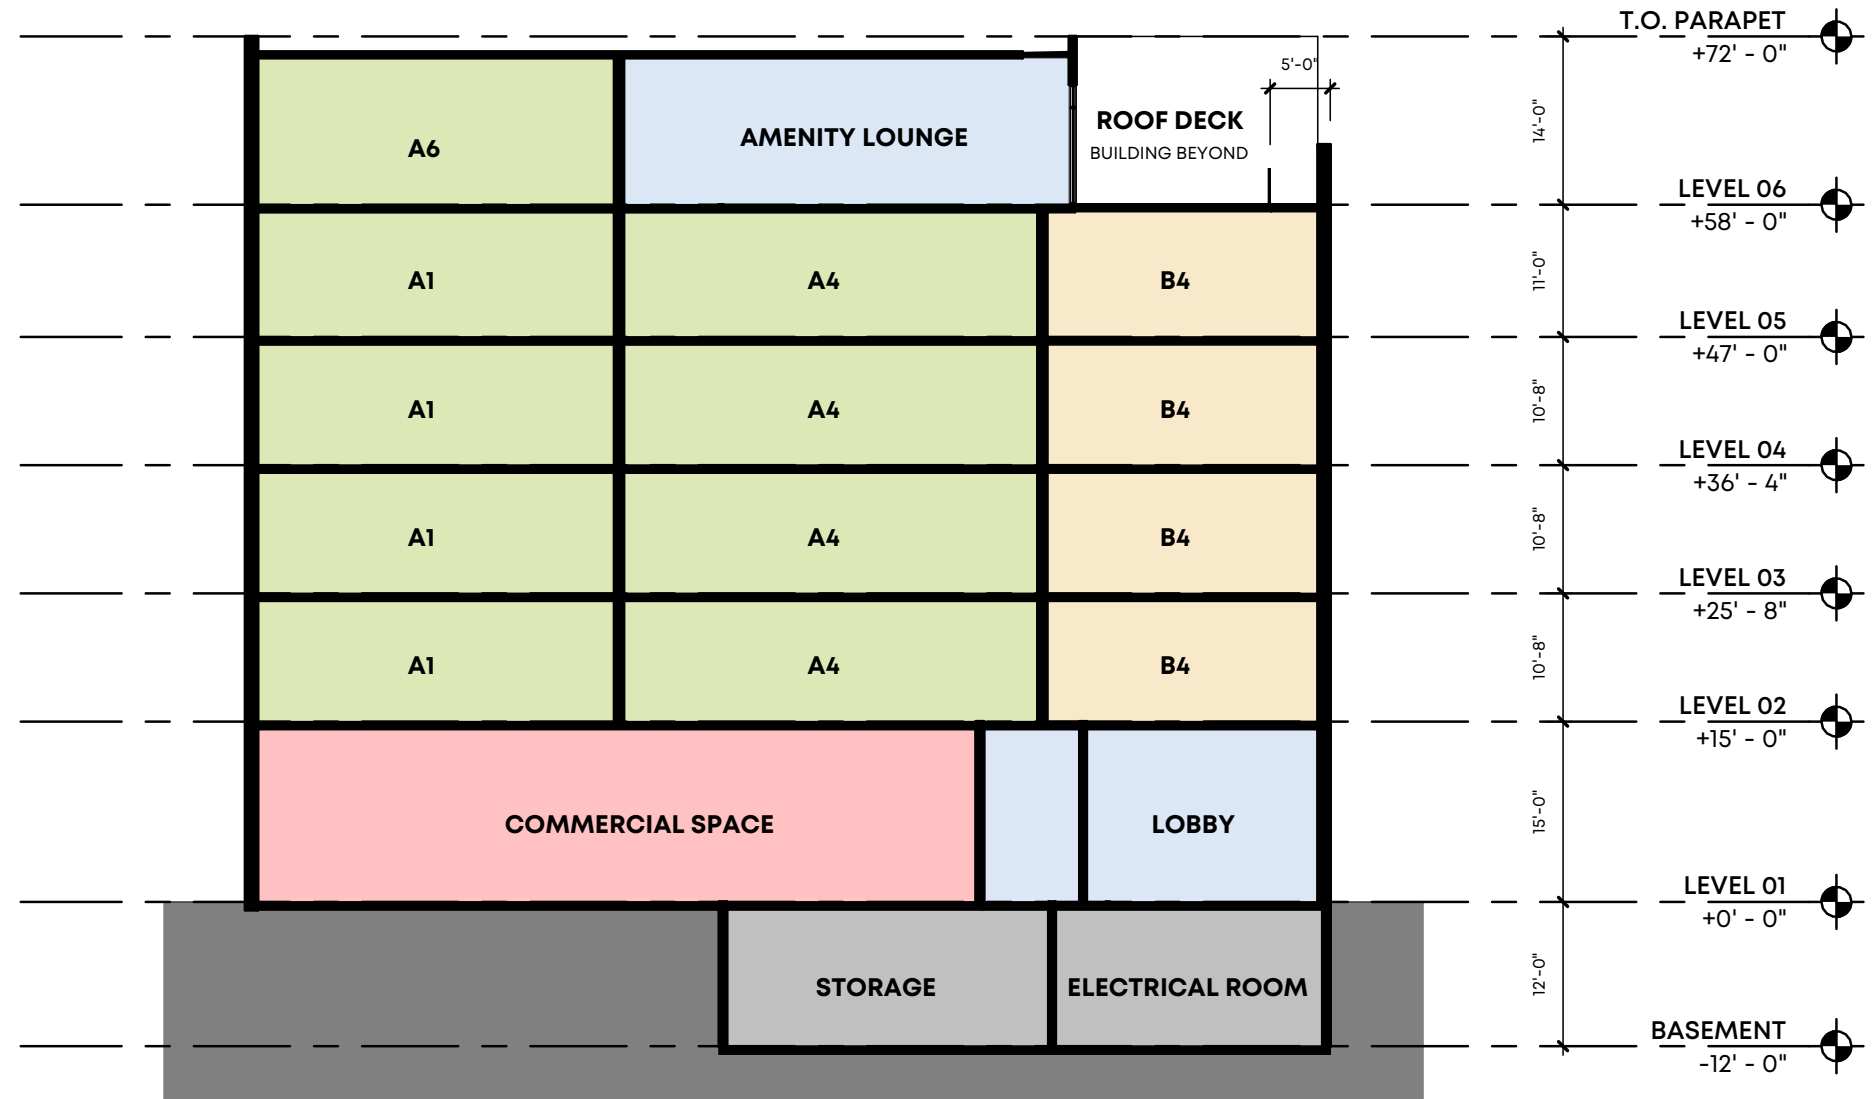 T.O. PARAPET
+72' - 0"
5'-0"
14'-0"
ROOF DECK
BUILDING BEYOND
AMENITY LOUNGE
A6
LEVEL 06
+58' - 0"
11'-0"
A1
A4
B4
LEVEL 05
+47' - 0"
10'-8"
A1
A4
B4
LEVEL 04
+36' - 4"
10'-8"
A1
A4
B4
LEVEL 03
+25' - 8"
10'-8"
A1
A4
B4
LEVEL 02
+15' - 0"
15'-0"
COMMERCIAL SPACE
LOBBY
LEVEL 01
+0' - 0"
12'-0"
STORAGE
ELECTRICAL ROOM
BASEMENT
-12' - 0"